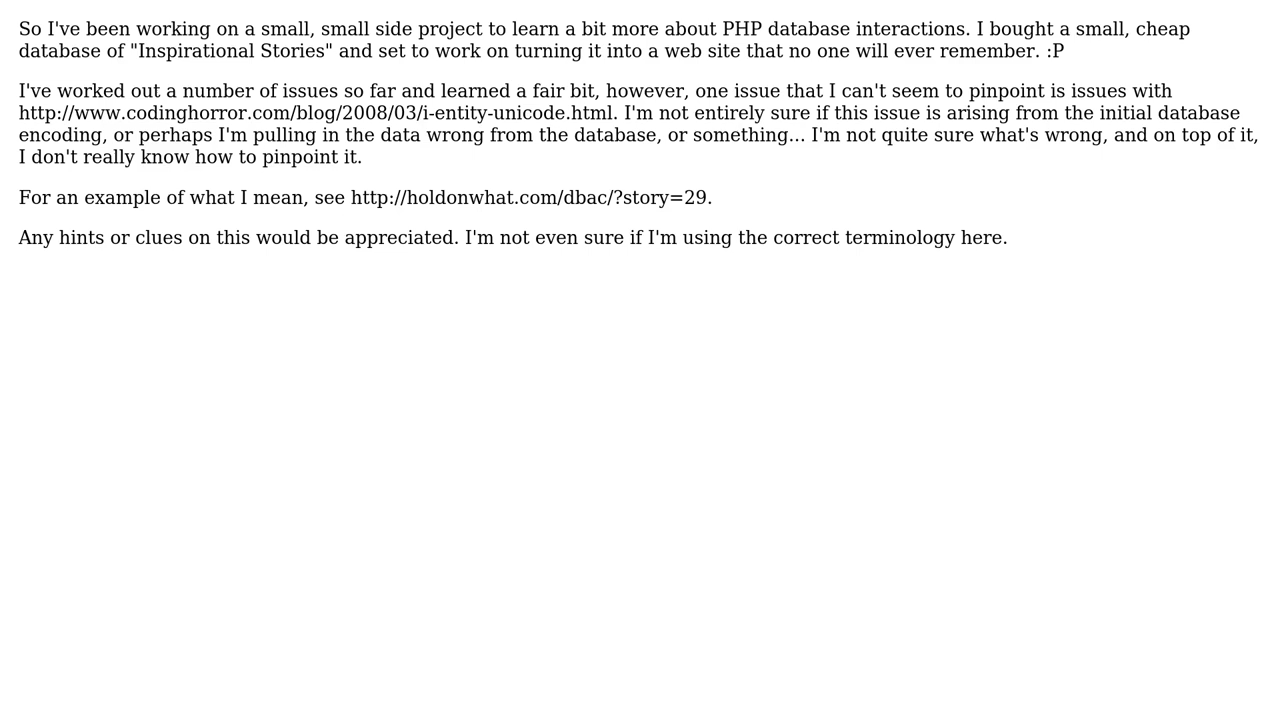 So I've been working on a small, small side project to learn a bit more about PHP database interactions. I bought a small, cheap
database of "Inspirational Stories" and set to work on turning it into a web site that no one will ever remember. :P
I've worked out a number of issues so far and learned a fair bit, however, one issue that I can't seem to pinpoint is issues with
http://www.codinghorror.com/blog/2008/03/i-entity-unicode.html. I'm not entirely sure if this issue is arising from the initial database
encoding, or perhaps I'm pulling in the data wrong from the database, or something... I'm not quite sure what's wrong, and on top of it,
I don't really know how to pinpoint it.
For an example of what I mean, see http://holdonwhat.com/dbac/?story=29.
Any hints or clues on this would be appreciated. I'm not even sure if I'm using the correct terminology here.